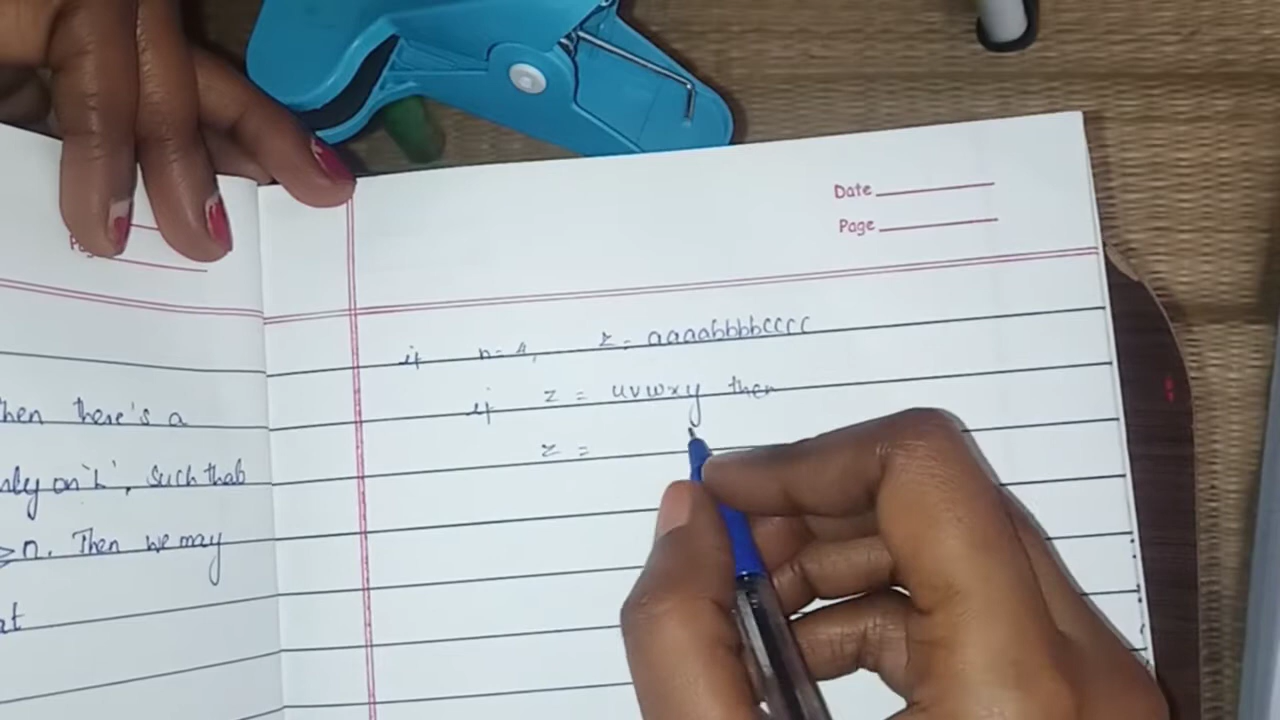 then there's a
only on 'L', such that
≥n. Then we may
at
Date
Page
if n=4, z = aaaabbbbcccc
if z = uvwxy then
z =